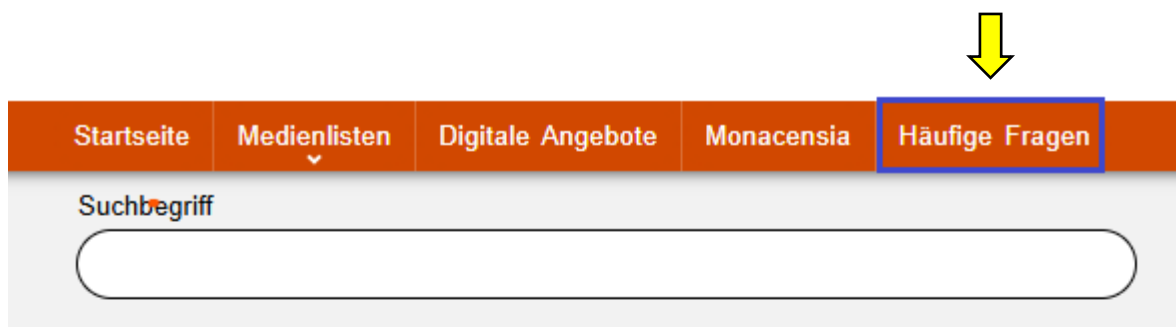 Startseite Medienlisten Digitale Angebote Monacensia Häufige Fragen
Suchbegriff